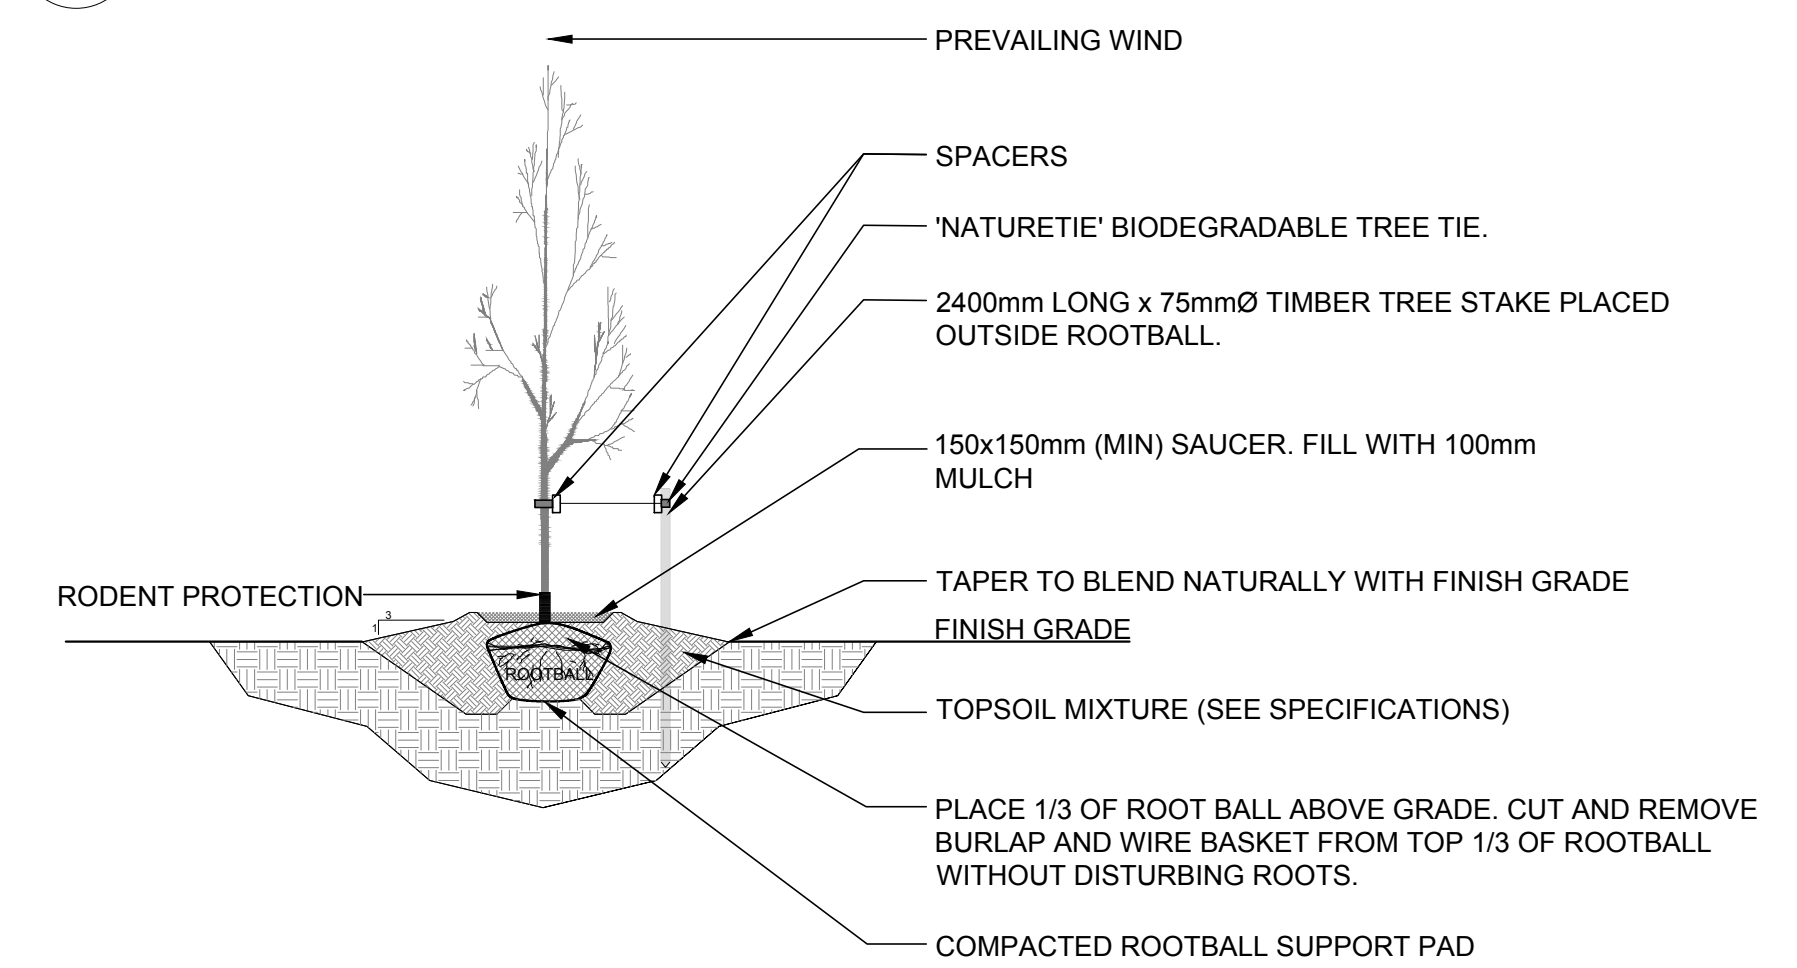 PREVAILING WIND
SPACERS
'NATURETIE' BIODEGRADABLE TREE TIE.
2400mm LONG x 75mmØ TIMBER TREE STAKE PLACED
OUTSIDE ROOTBALL.
150x150mm (MIN) SAUCER. FILL WITH 100mm
MULCH
TAPER TO BLEND NATURALLY WITH FINISH GRADE
RODENT PROTECTION
3
1
FINISH GRADE
ROOTBALL
TOPSOIL MIXTURE (SEE SPECIFICATIONS)
PLACE 1/3 OF ROOT BALL ABOVE GRADE. CUT AND REMOVE
BURLAP AND WIRE BASKET FROM TOP 1/3 OF ROOTBALL
WITHOUT DISTURBING ROOTS.
COMPACTED ROOTBALL SUPPORT PAD